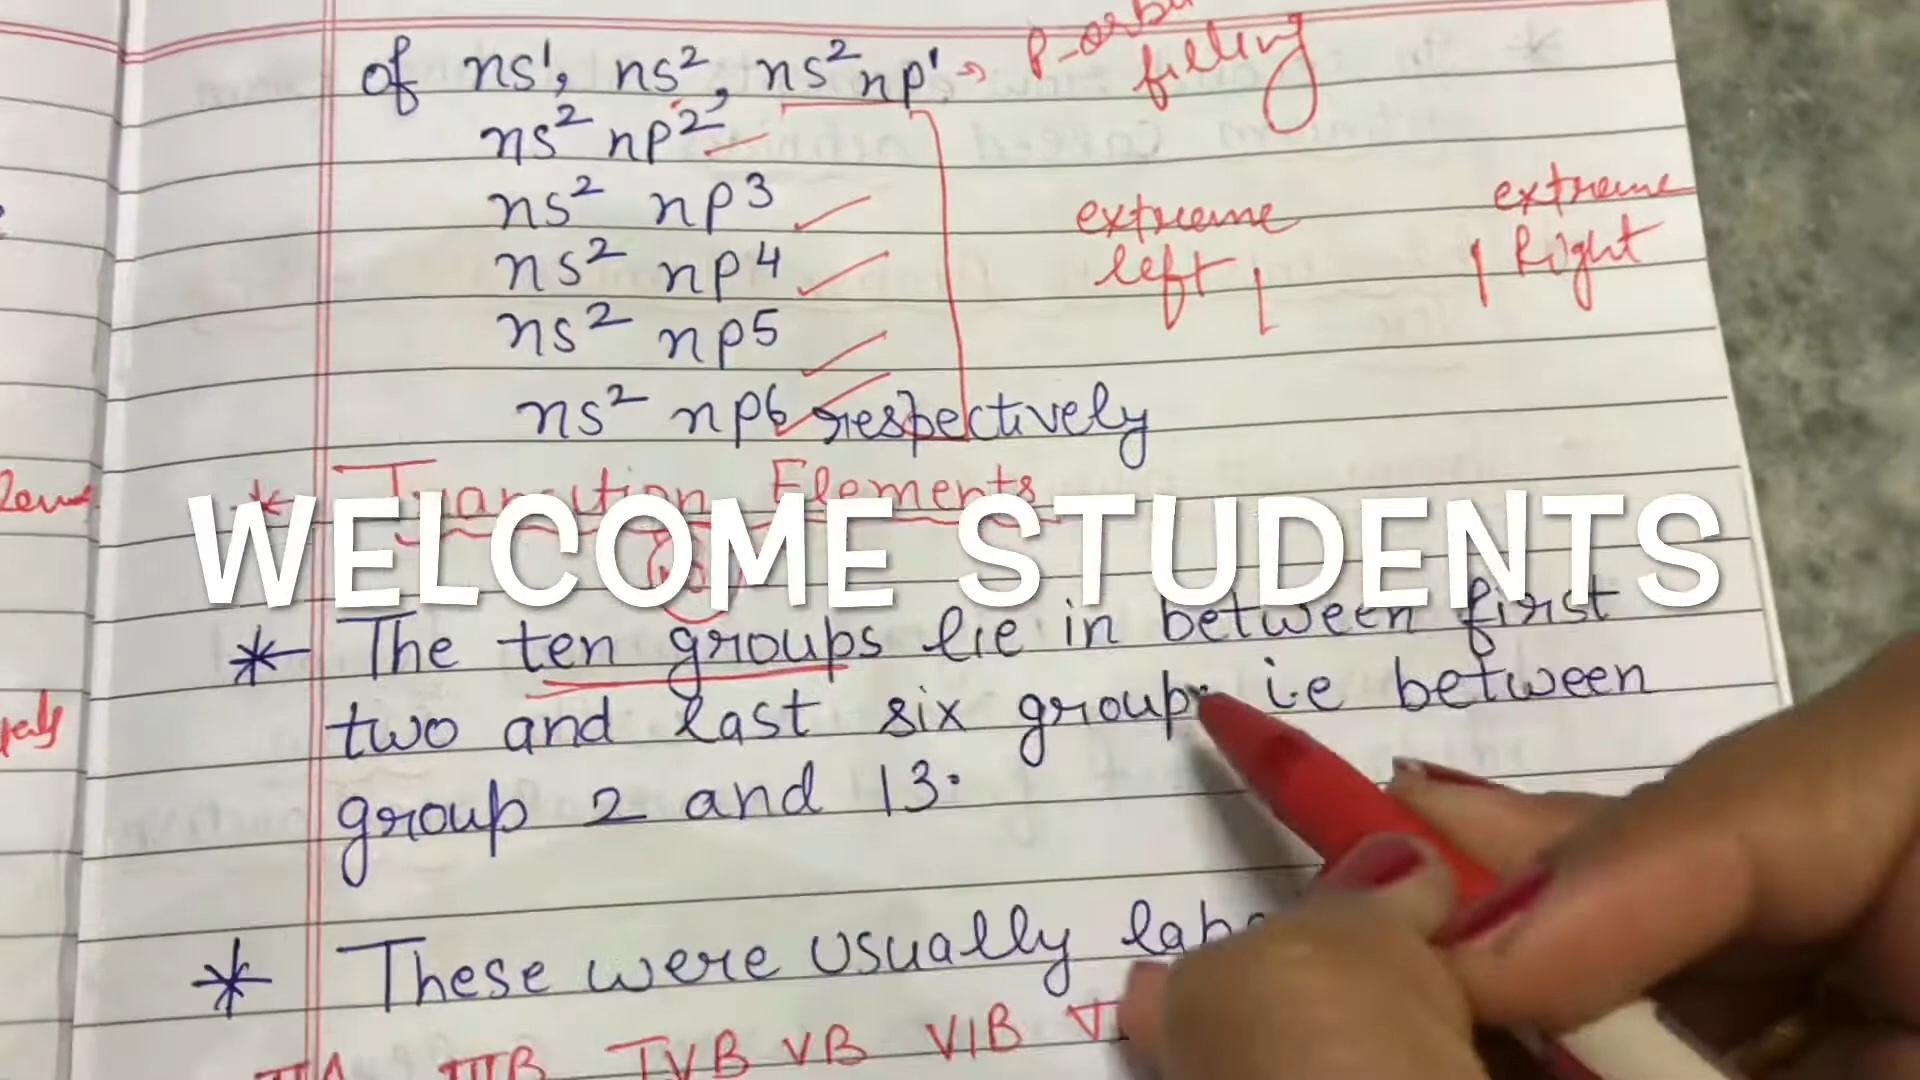 of ns¹, ns², ns² np¹ → p-orbi
filling
ns² np²
ns² np3
ns² np4
ns² np5
ns² np6 respectively
extreme
left
extreme
Right
* Transition Elements
WELCOME STUDENTS
* The ten groups lie in between first
two and last six group i.e between
group 2 and 13.
* These were usually lab
IIA IIIB IVB VB VIB